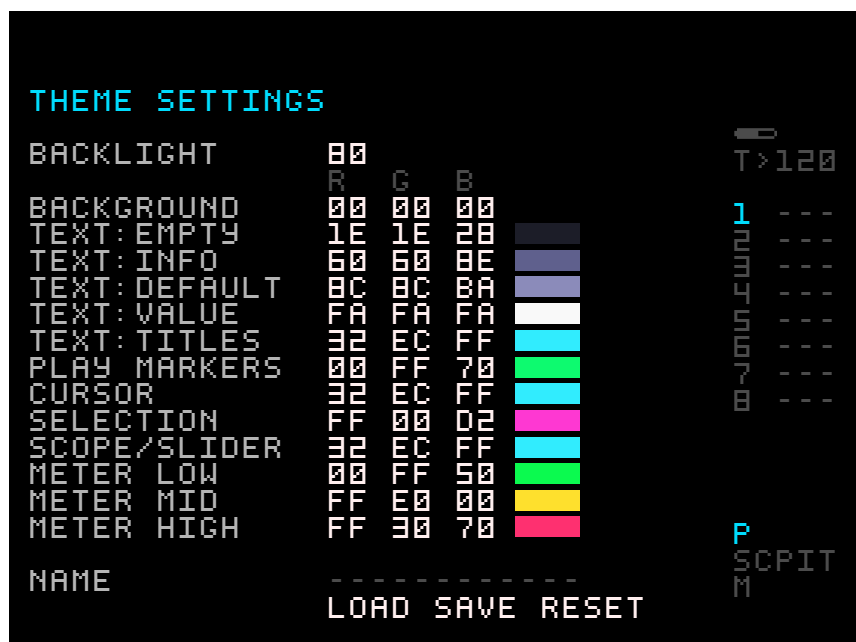 THEME SETTINGS
BACKLIGHT 80
R G B
BACKGROUND 00 00 00
TEXT:EMPTY 1E 1E 28
TEXT:INFO 60 60 8E
TEXT:DEFAULT 8C 8C BA
TEXT:VALUE FA FA FA
TEXT:TITLES 32 EC FF
PLAY MARKERS 00 FF 70
CURSOR 32 EC FF
SELECTION FF 00 D2
SCOPE/SLIDER 32 EC FF
METER LOW 00 FF 50
METER MID FF E0 00
METER HIGH FF 30 70
NAME ------------
LOAD SAVE RESET
T>120
1 ---
2 ---
3 ---
4 ---
5 ---
6 ---
7 ---
8 ---
P
SCPIT
M